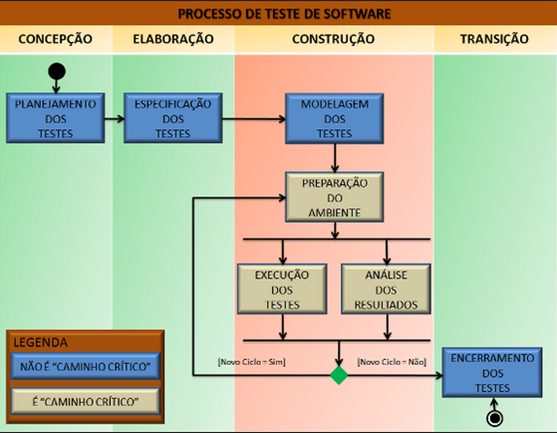 PROCESSO DE TESTE DE SOFTWARE
CONCEPÇÃO
ELABORAÇÃO
CONSTRUÇÃO
TRANSIÇÃO
PLANEJAMENTO
DOS
TESTES
ESPECIFICAÇÃO
DOS
TESTES
MODELAGEM
DOS
TESTES
PREPARAÇÃO
DO
AMBIENTE
EXECUÇÃO
DOS
TESTES
ANÁLISE
DOS
RESULTADOS
[Novo Ciclo = Sim]
[Novo Ciclo = Não]
ENCERRAMENTO
DOS
TESTES
LEGENDA
NÃO É "CAMINHO CRÍTICO"
É "CAMINHO CRÍTICO"